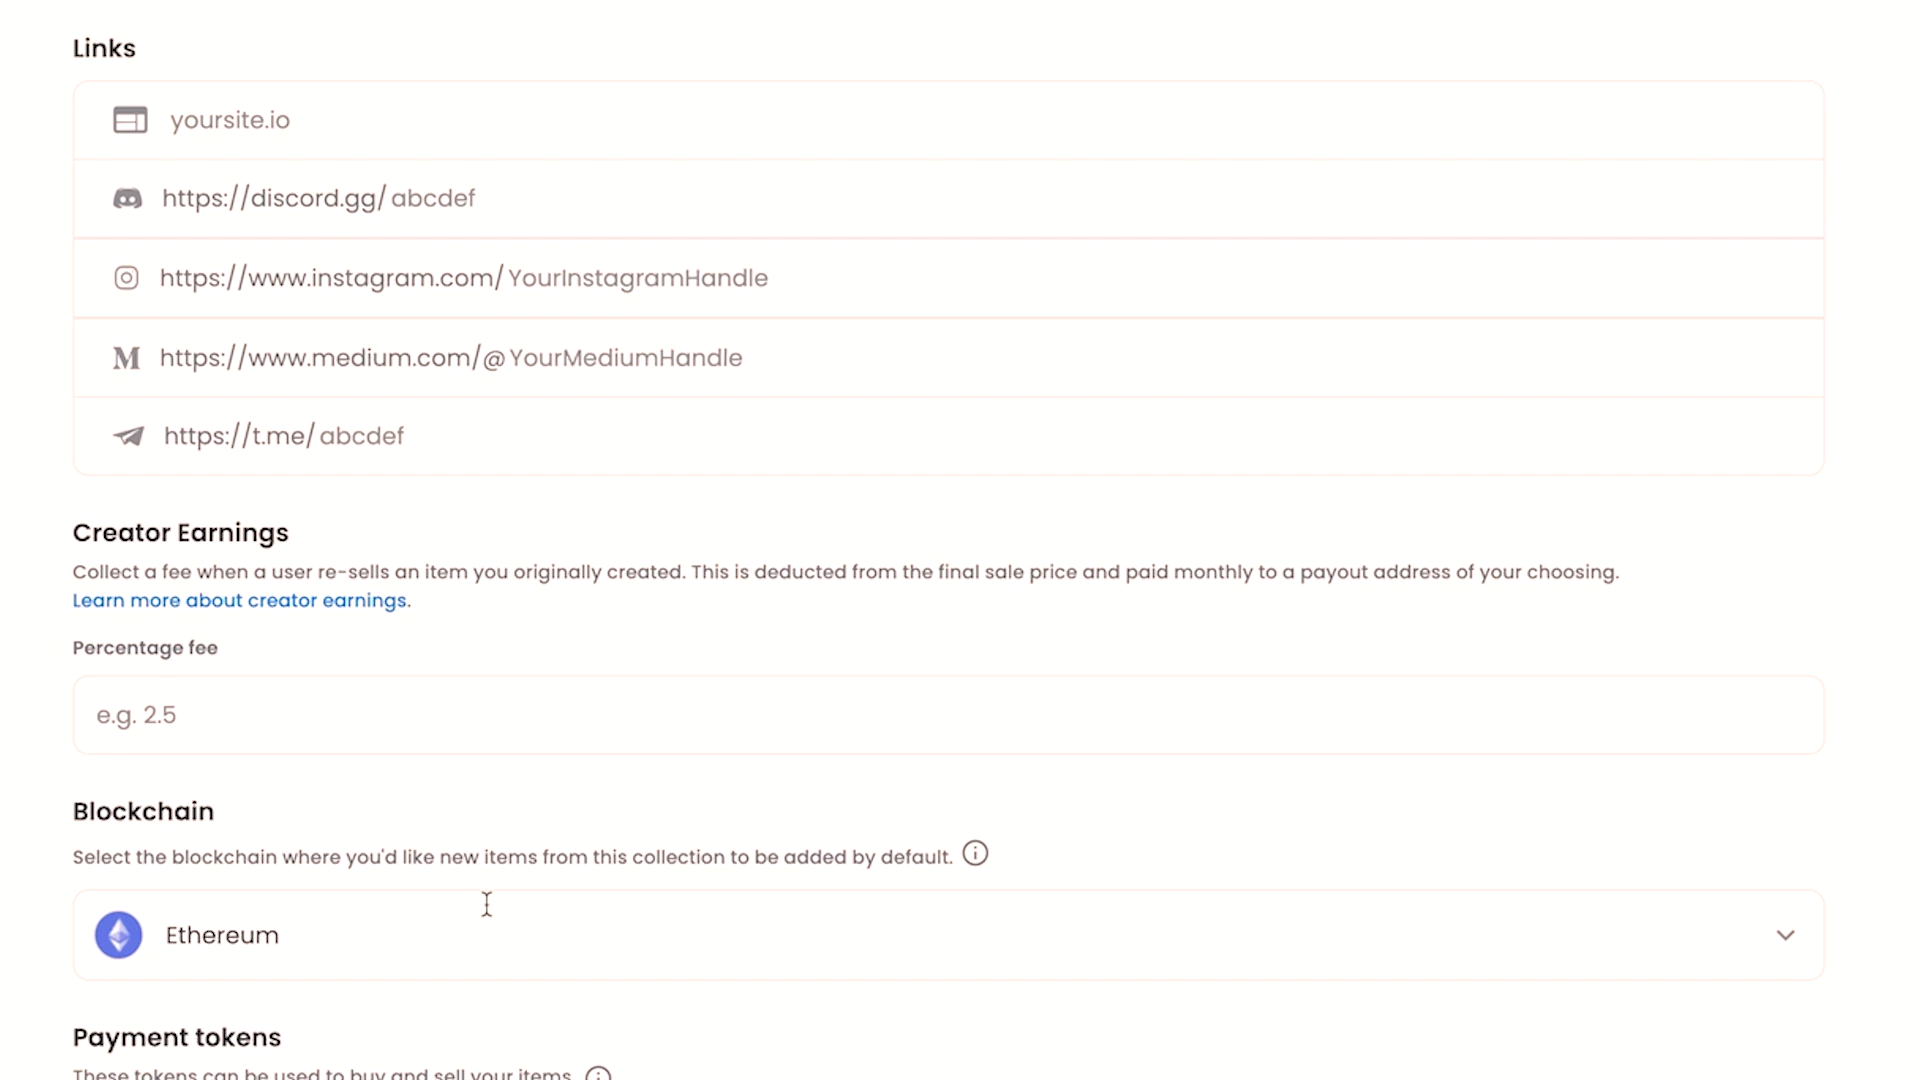 Links
yoursite.io
https://discord.gg/ abcdef
https://www.instagram.com/ YourInstagramHandle
M https://www.medium.com/@ YourMediumHandle
https://t.me/ abcdef
Creator Earnings
Collect a fee when a user re-sells an item you originally created. This is deducted from the final sale price and paid monthly to a payout address of your choosing.
Learn more about creator earnings.
Percentage fee
e.g. 2.5
Blockchain
Select the blockchain where you'd like new items from this collection to be added by default.
Ethereum
Payment tokens
These tokens can be used to buy and sell your items.